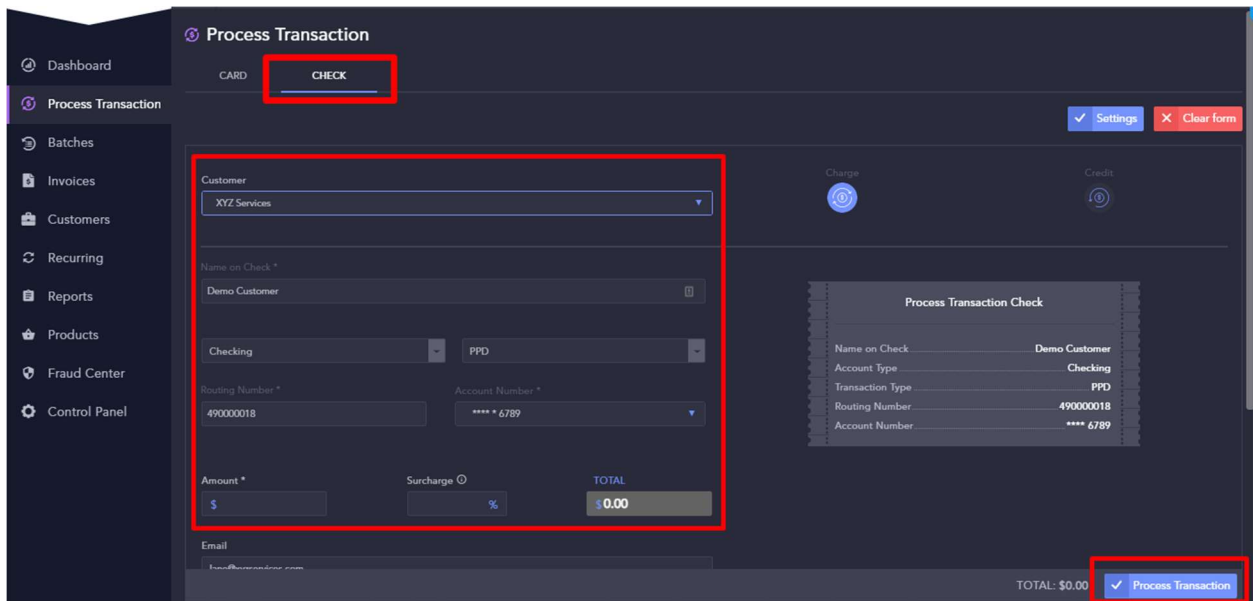 Process Transaction
Dashboard
Process Transaction
Batches
Invoices
Customers
Recurring
Reports
Products
Fraud Center
Control Panel
CARD CHECK
Settings Clear form
Customer
XYZ Services
Charge Credit
Name on Check *
Demo Customer
Checking PPD
Routing Number * Account Number *
490000018 **** * 6789
Amount * Surcharge TOTAL
$ % $ 0.00
Email
Process Transaction Check
Name on Check Demo Customer
Account Type Checking
Transaction Type PPD
Routing Number 490000018
Account Number **** 6789
TOTAL: $0.00 Process Transaction